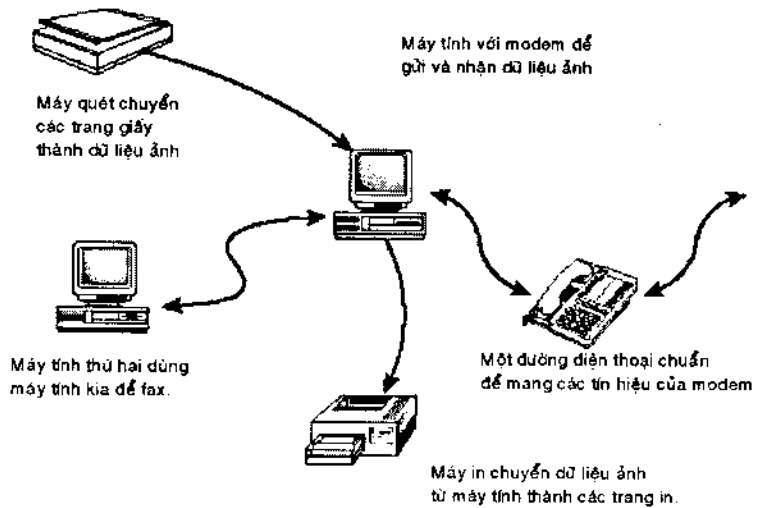 Máy tính với modem để
gửi và nhận dữ liệu ảnh
Máy quét chuyển
các trang giấy
thành dữ liệu ảnh
Máy tính thứ hai dùng
máy tính kia để fax.
Một đường điện thoại chuẩn
để mang các tín hiệu của modem
Máy in chuyển dữ liệu ảnh
từ máy tính thành các trang in.